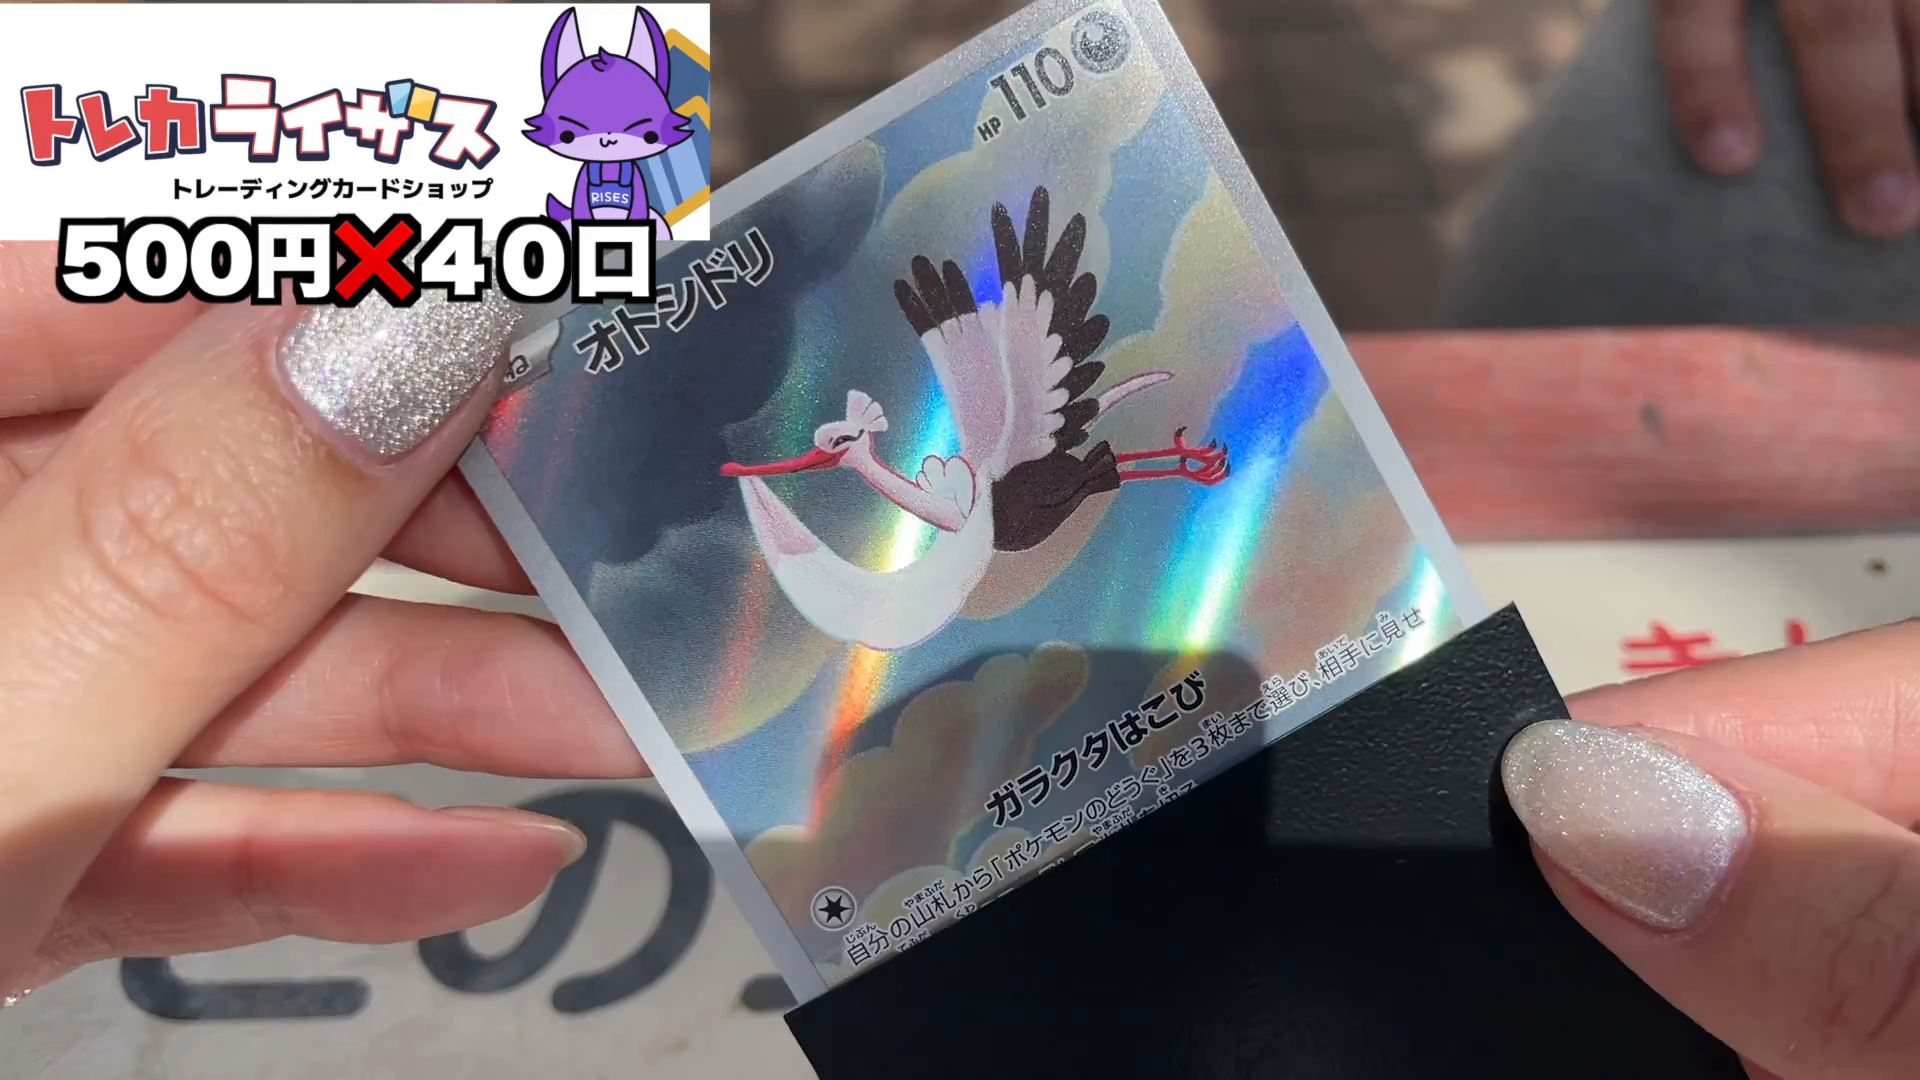 トレカライザス
トレーディングカードショップ
RISES
500円❌40口
ね
オトシドリ
HP 110
ガラクタはこび
自分の山札から「ポケモンのどうぐ」を3枚まで選び、相手に見せ
の